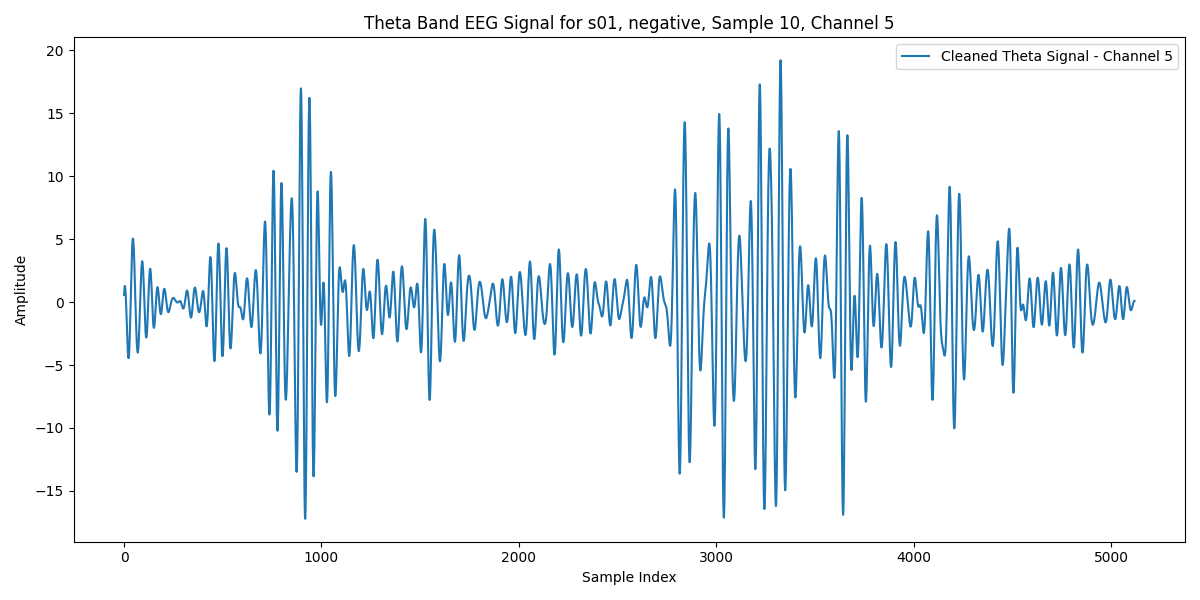 Theta Band EEG Signal for s01, negative, Sample 10, Channel 5
Cleaned Theta Signal - Channel 5
Amplitude
20
15
10
5
0
−5
−10
−15
0 1000 2000 3000 4000 5000
Sample Index